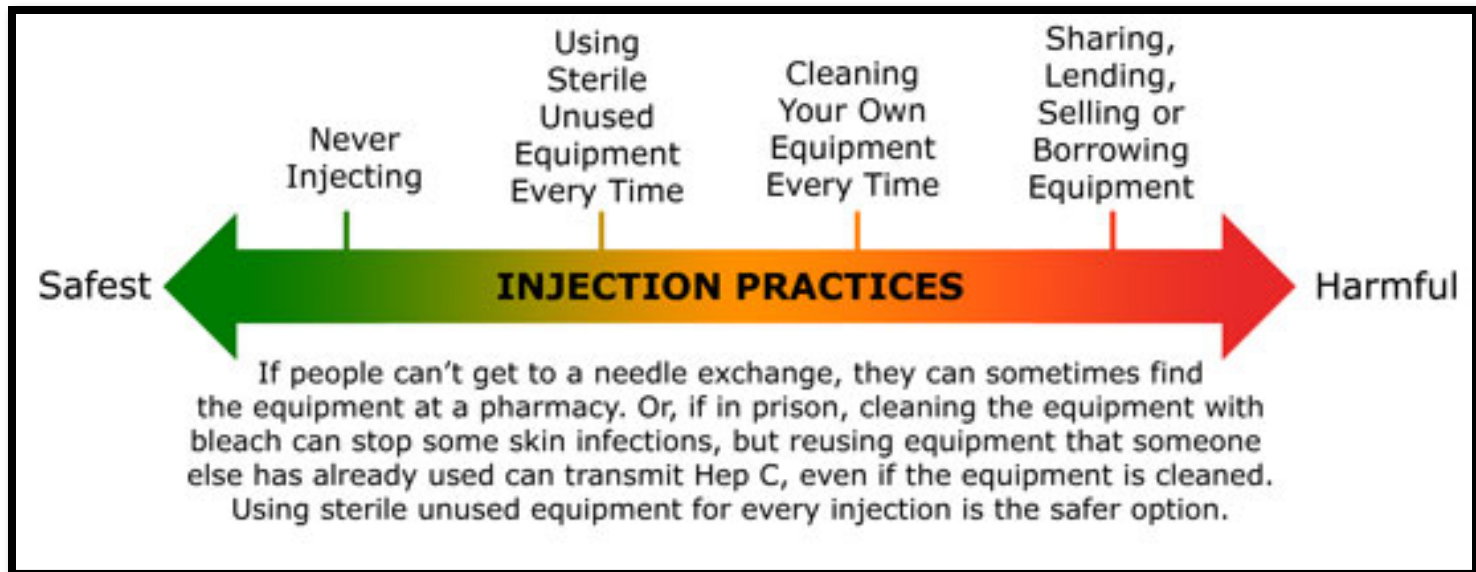 Never
Injecting
Using
Sterile
Unused
Equipment
Every Time
Cleaning
Your Own
Equipment
Every Time
Sharing,
Lending,
Selling or
Borrowing
Equipment
Safest
INJECTION PRACTICES
Harmful
If people can't get to a needle exchange, they can sometimes find
the equipment at a pharmacy. Or, if in prison, cleaning the equipment with
bleach can stop some skin infections, but reusing equipment that someone
else has already used can transmit Hep C, even if the equipment is cleaned.
Using sterile unused equipment for every injection is the safer option.